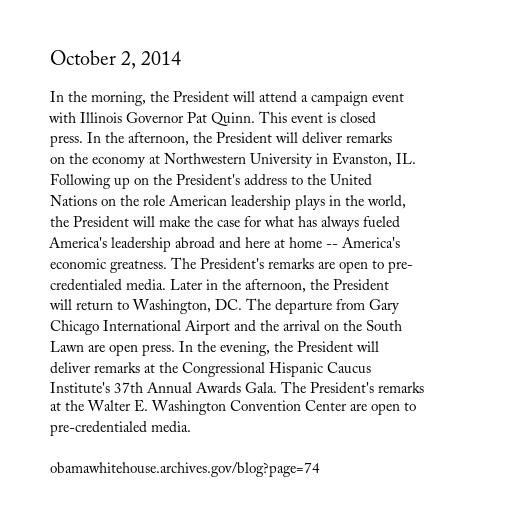 October 2, 2014
In the morning, the President will attend a campaign event
with Illinois Governor Pat Quinn. This event is closed
press. In the afternoon, the President will deliver remarks
on the economy at Northwestern University in Evanston, IL.
Following up on the President's address to the United
Nations on the role American leadership plays in the world,
the President will make the case for what has always fueled
America's leadership abroad and here at home -- America's
economic greatness. The President's remarks are open to pre-
credentialed media. Later in the afternoon, the President
will return to Washington, DC. The departure from Gary
Chicago International Airport and the arrival on the South
Lawn are open press. In the evening, the President will
deliver remarks at the Congressional Hispanic Caucus
Institute's 37th Annual Awards Gala. The President's remarks
at the Walter E. Washington Convention Center are open to
pre-credentialed media.
obamawhitehouse.archives.gov/blog?page=74